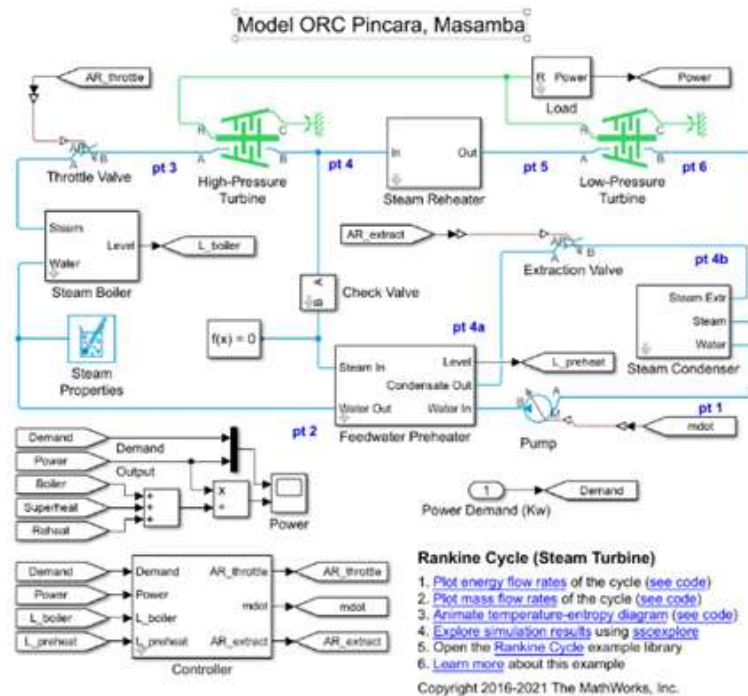 Model ORC Pincara, Masamba
AR_throttle
R Power
Power
Load
R C
R C
AR
A B
Throttle Valve
pt 3
A B
High-Pressure
Turbine
pt 4
In Out
Steam Reheater
pt 5
A B
Low-Pressure
Turbine
pt 6
Steam
Level
Water
L_boiler
Steam Boiler
AR_extract
AR
A B
Extraction Valve
pt 4b
A
B
Check Valve
Steam Extr
Steam
Water
Steam Condenser
Steam
Properties
f(x) = 0
pt 4a
Steam In
Level
Condensate Out
Water Out
Water In
L_preheat
Feedwater Preheater
B A
M
Pump
pt 1
mdot
pt 2
Demand
Demand
Power
Output
Boiler
Superheat
Reheat
+
+
+
x
÷
Power
1
Demand
Power Demand (Kw)
Demand
Power
L_boiler
L_preheat
Demand
Power
L_boiler
L_preheat
AR_throttle
mdot
AR_extract
AR_throttle
mdot
AR_extract
Controller
Rankine Cycle (Steam Turbine)
1. Plot energy flow rates of the cycle (see code)
2. Plot mass flow rates of the cycle (see code)
3. Animate temperature-entropy diagram (see code)
4. Explore simulation results using sscexplore
5. Open the Rankine Cycle example library
6. Learn more about this example
Copyright 2016-2021 The MathWorks, Inc.